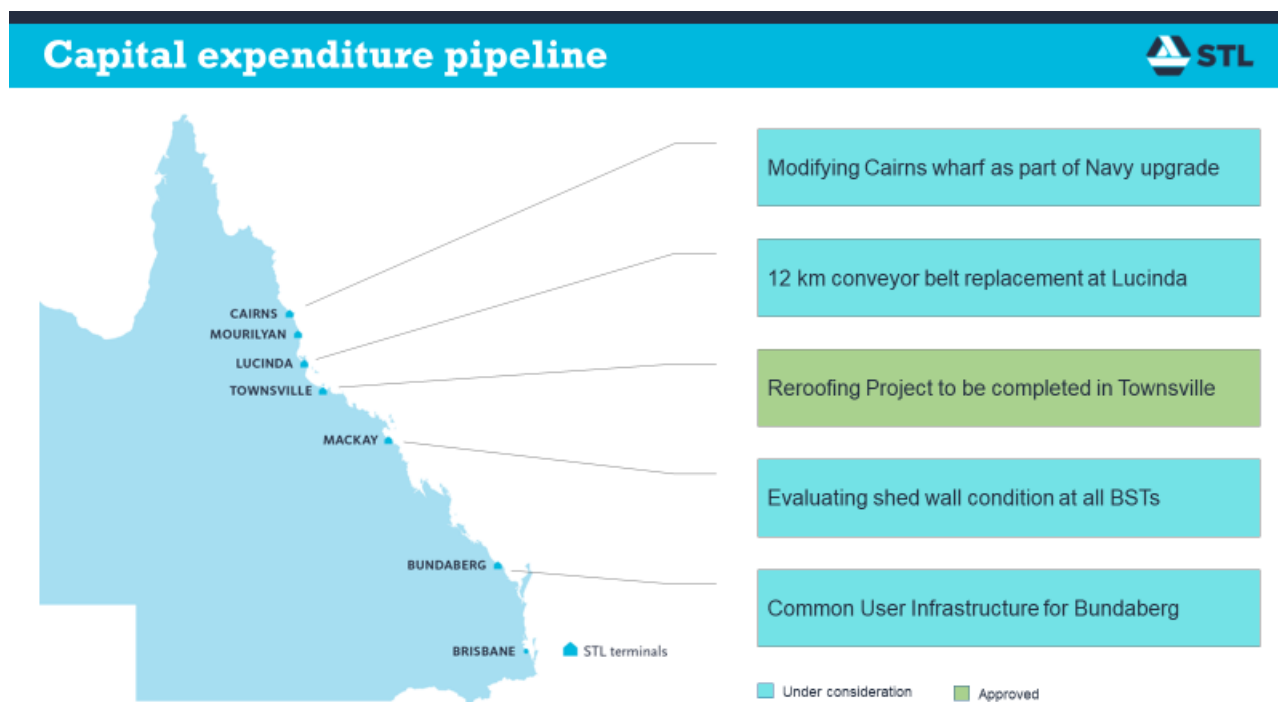 Capital expenditure pipeline
STL
Modifying Cairns wharf as part of Navy upgrade
12 km conveyor belt replacement at Lucinda
Reroofing Project to be completed in Townsville
Evaluating shed wall condition at all BSTs
Common User Infrastructure for Bundaberg
CAIRNS
MOURILYAN
LUCINDA
TOWNSVILLE
MACKAY
BUNDABERG
BRISBANE
STL terminals
Under consideration
Approved